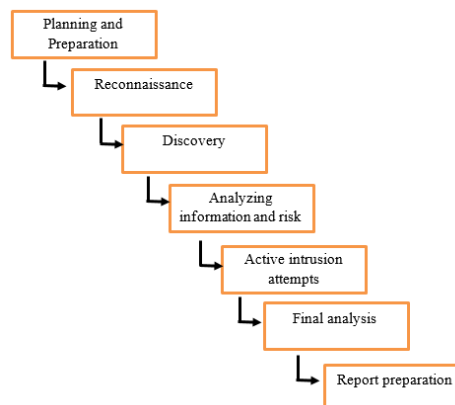 Planning and
Preparation
Reconnaissance
Discovery
Analyzing
information and risk
Active intrusion
attempts
Final analysis
Report preparation